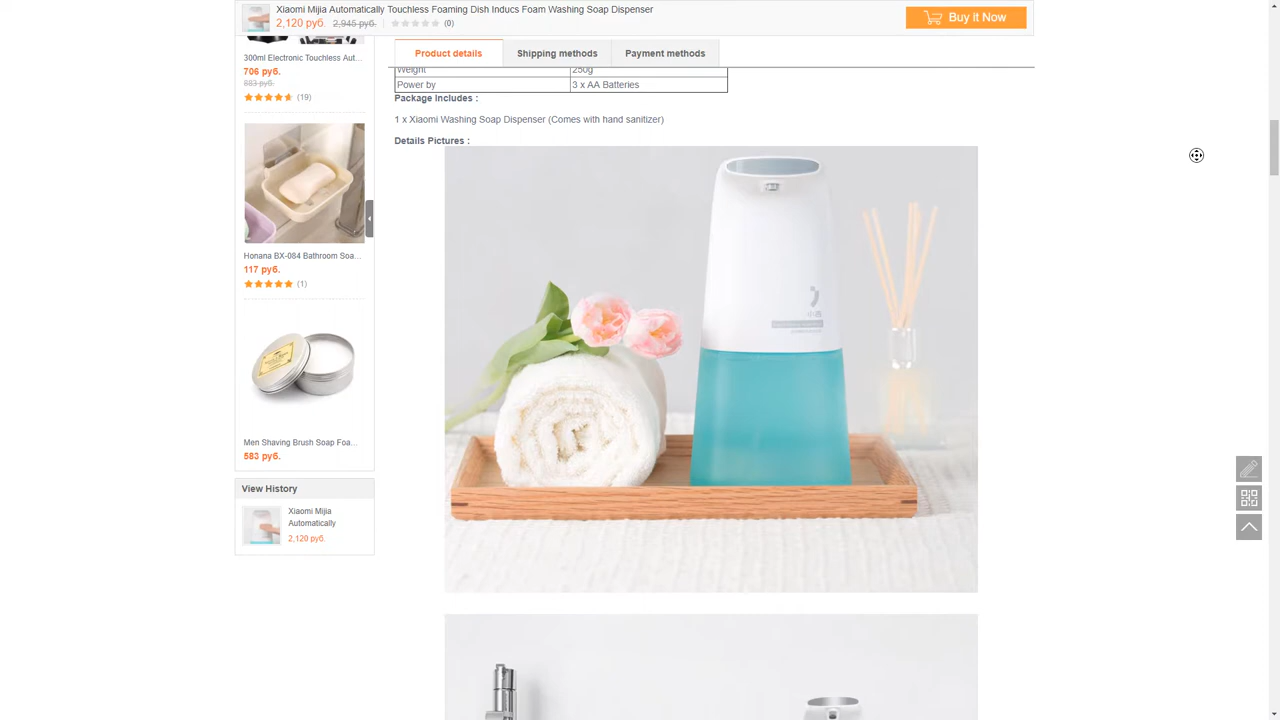 Xiaomi Mijia Automatically Touchless Foaming Dish Inducs Foam Washing Soap Dispenser
2,120 руб. 2,945 руб. (0)
Buy it Now
Product details
Shipping methods
Payment methods
300ml Electronic Touchless Aut...
706 руб.
883 руб.
(19)
Honana BX-084 Bathroom Soa...
117 руб.
(1)
Men Shaving Brush Soap Foa...
583 руб.
View History
Xiaomi Mijia
Automatically
2,120 руб.
Weight 250g
Power by 3 x AA Batteries
Package Includes :
1 x Xiaomi Washing Soap Dispenser (Comes with hand sanitizer)
Details Pictures :
小西